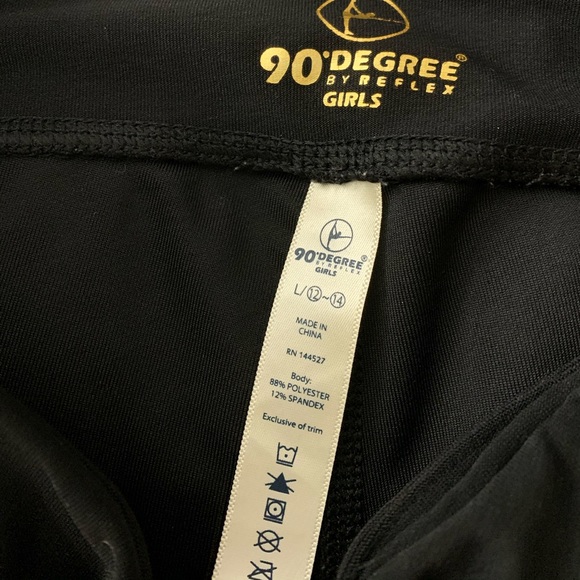 90°DEGREE®
BY REFLEX
GIRLS
90°DEGREE®
BY REFLEX
GIRLS
L/⑫~⑭
MADE IN
CHINA
RN 144527
Body:
88% POLYESTER
12% SPANDEX
Exclusive of trim